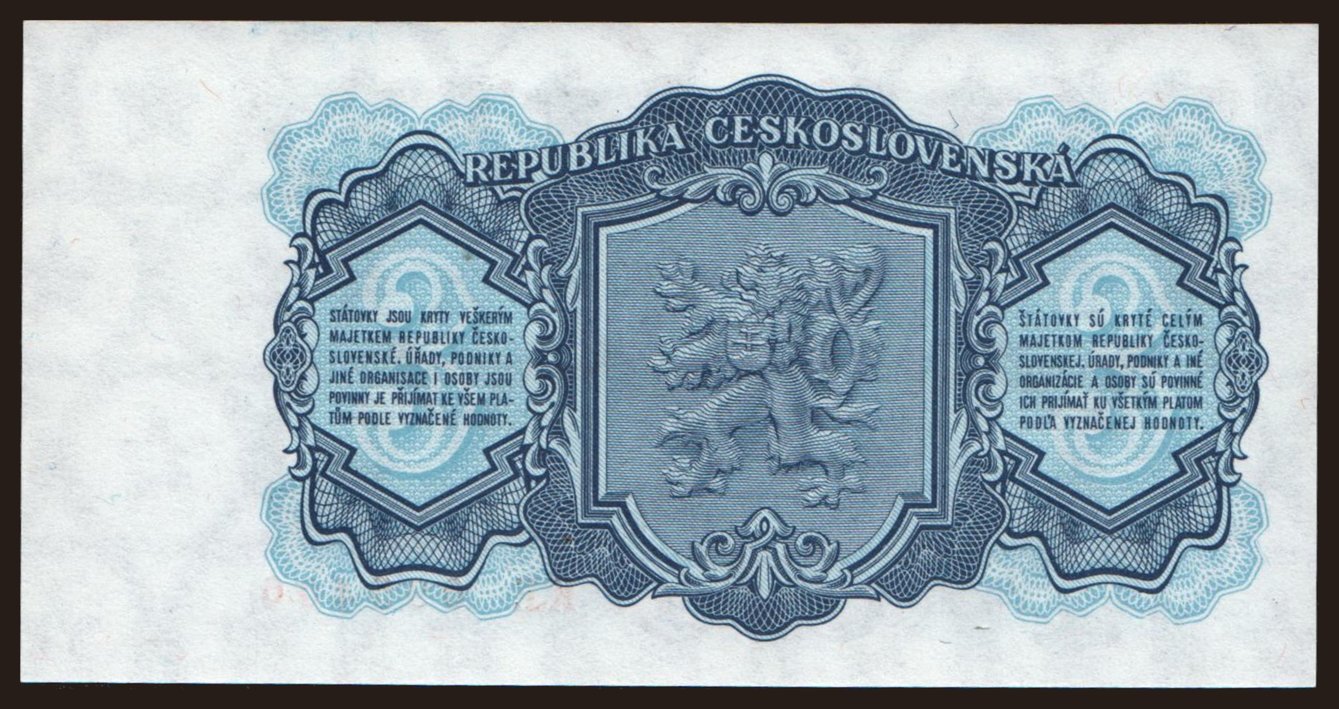 REPUBLIKA ČESKOSLOVENSKÁ
3
STÁTOVKY JSOU KRYTY VEŠKERÝM
MAJETKEM REPUBLIKY ČESKO-
SLOVENSKÉ. ÚŘADY, PODNIKY A
JINÉ ORGANISACE I OSOBY JSOU
POVINNY JE PŘIJÍMAT KE VŠEM PLA-
TŮM PODLE VYZNAČENÉ HODNOTY.
3
ŠTÁTOVKY SÚ KRYTÉ CELÝM
MAJETKOM REPUBLIKY ČESKO-
SLOVENSKEJ. ÚRADY, PODNIKY A INÉ
ORGANIZÁCIE A OSOBY SÚ POVINNÉ
ICH PRIJÍMAŤ KU VŠETKÝM PLATOM
PODĽA VYZNAČENEJ HODNOTY.